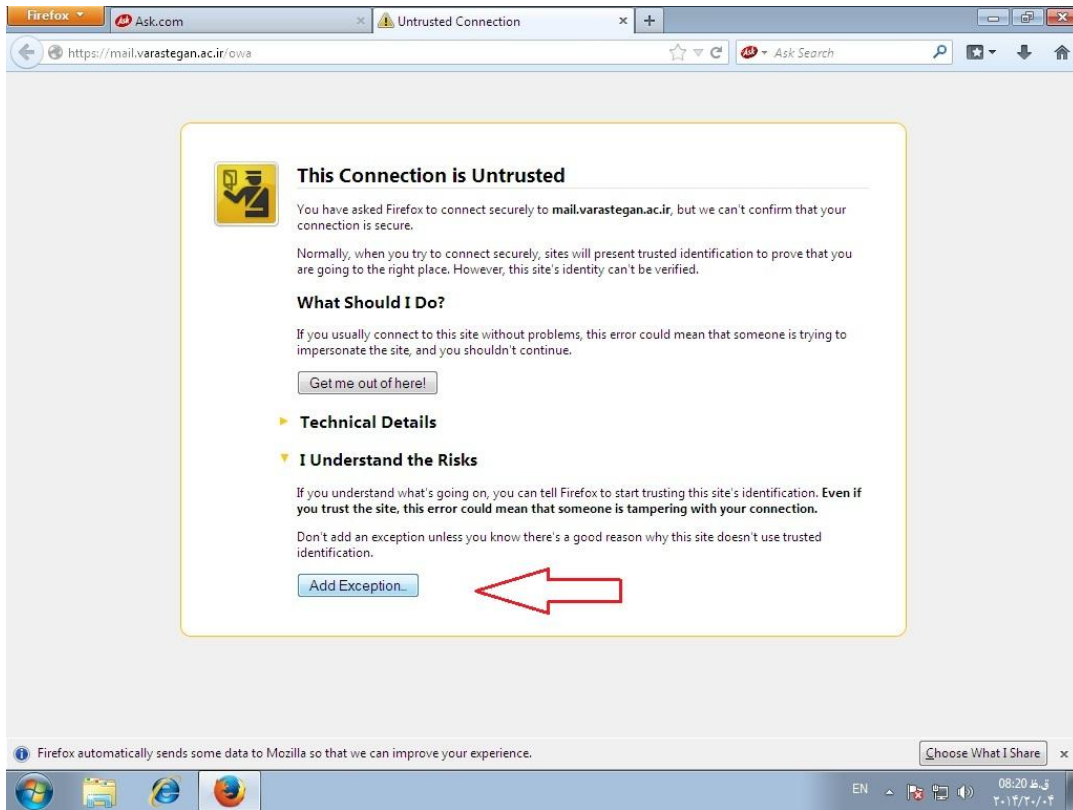 Firefox
Ask.com
Untrusted Connection
https://mail.varastegan.ac.ir/owa
Ask Search
This Connection is Untrusted
You have asked Firefox to connect securely to mail.varastegan.ac.ir, but we can't confirm that your
connection is secure.
Normally, when you try to connect securely, sites will present trusted identification to prove that you
are going to the right place. However, this site's identity can't be verified.
What Should I Do?
If you usually connect to this site without problems, this error could mean that someone is trying to
impersonate the site, and you shouldn't continue.
Get me out of here!
Technical Details
I Understand the Risks
If you understand what's going on, you can tell Firefox to start trusting this site's identification. Even if
you trust the site, this error could mean that someone is tampering with your connection.
Don't add an exception unless you know there's a good reason why this site doesn't use trusted
identification.
Add Exception...
Firefox automatically sends some data to Mozilla so that we can improve your experience.
Choose What I Share
EN
08:20 ق.ظ
۲۰۱۴/۲۰/۰۴